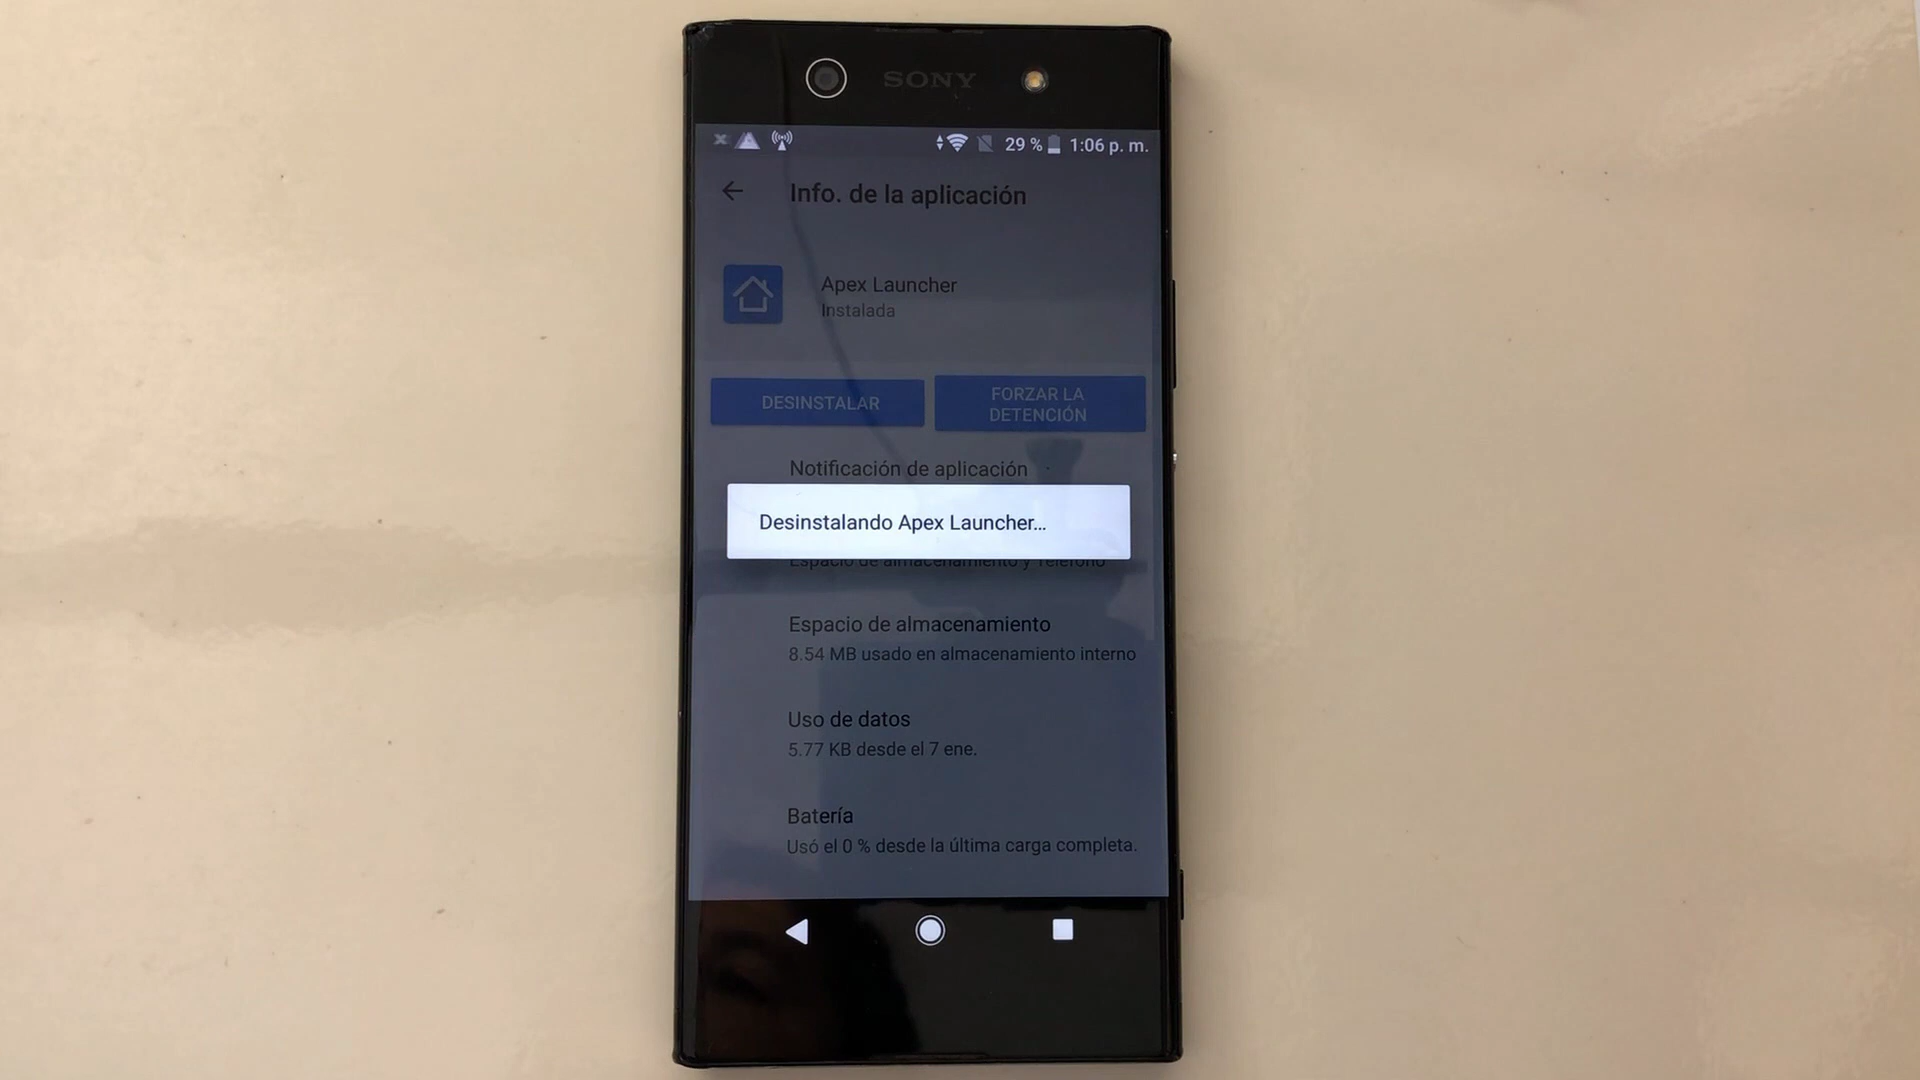 SONY
29 % 1:06 p. m.
Info. de la aplicación
Apex Launcher
Instalada
DESINSTALAR
FORZAR LA
DETENCIÓN
Notificación de aplicación
Desinstalando Apex Launcher...
Espacio de almacenamiento y Teléfono
Espacio de almacenamiento
8.54 MB usado en almacenamiento interno
Uso de datos
5.77 KB desde el 7 ene.
Batería
Usó el 0 % desde la última carga completa.